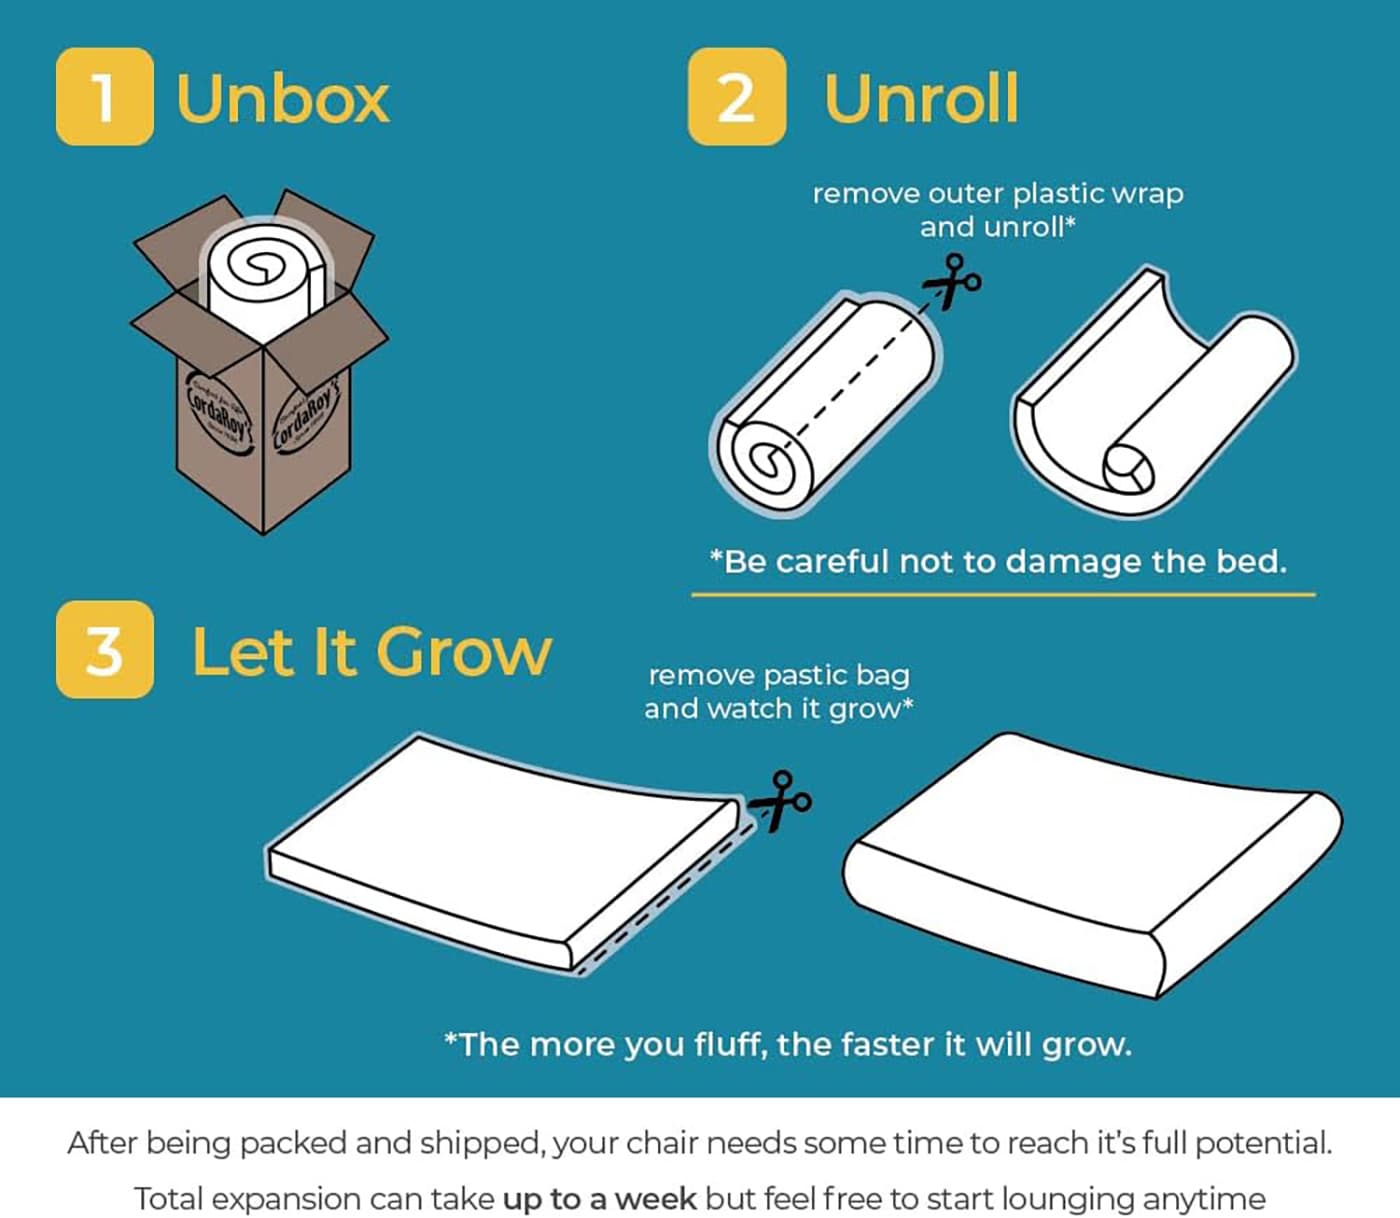 1 Unbox
2 Unroll
remove outer plastic wrap
and unroll*
CordaRoy's
CordaRoy's
*Be careful not to damage the bed.
3 Let It Grow
remove pastic bag
and watch it grow*
*The more you fluff, the faster it will grow.
After being packed and shipped, your chair needs some time to reach it's full potential.
Total expansion can take up to a week but feel free to start lounging anytime